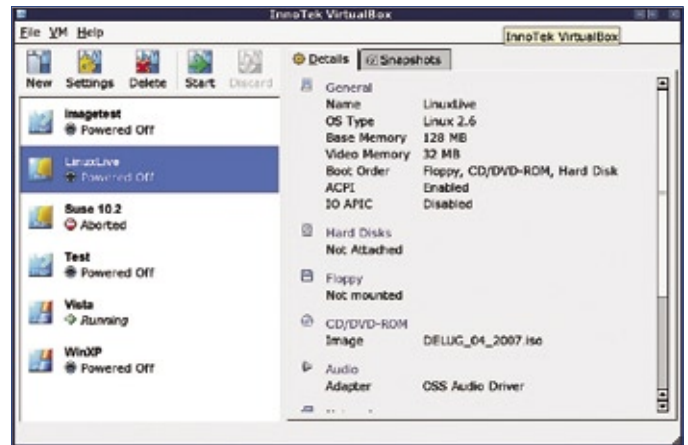 InnoTek VirtualBox
File VM Help
InnoTek VirtualBox
New Settings Delete Start Discard
Details Snapshots
Imagetest
Powered Off
LinuxLive
Powered Off
Suse 10.2
Aborted
Test
Powered Off
Vista
Running
WinXP
Powered Off
General
Name LinuxLive
OS Type Linux 2.6
Base Memory 128 MB
Video Memory 32 MB
Boot Order Floppy, CD/DVD-ROM, Hard Disk
ACPI Enabled
IO APIC Disabled
Hard Disks
Not Attached
Floppy
Not mounted
CD/DVD-ROM
Image DELUG_04_2007.iso
Audio
Adapter OSS Audio Driver